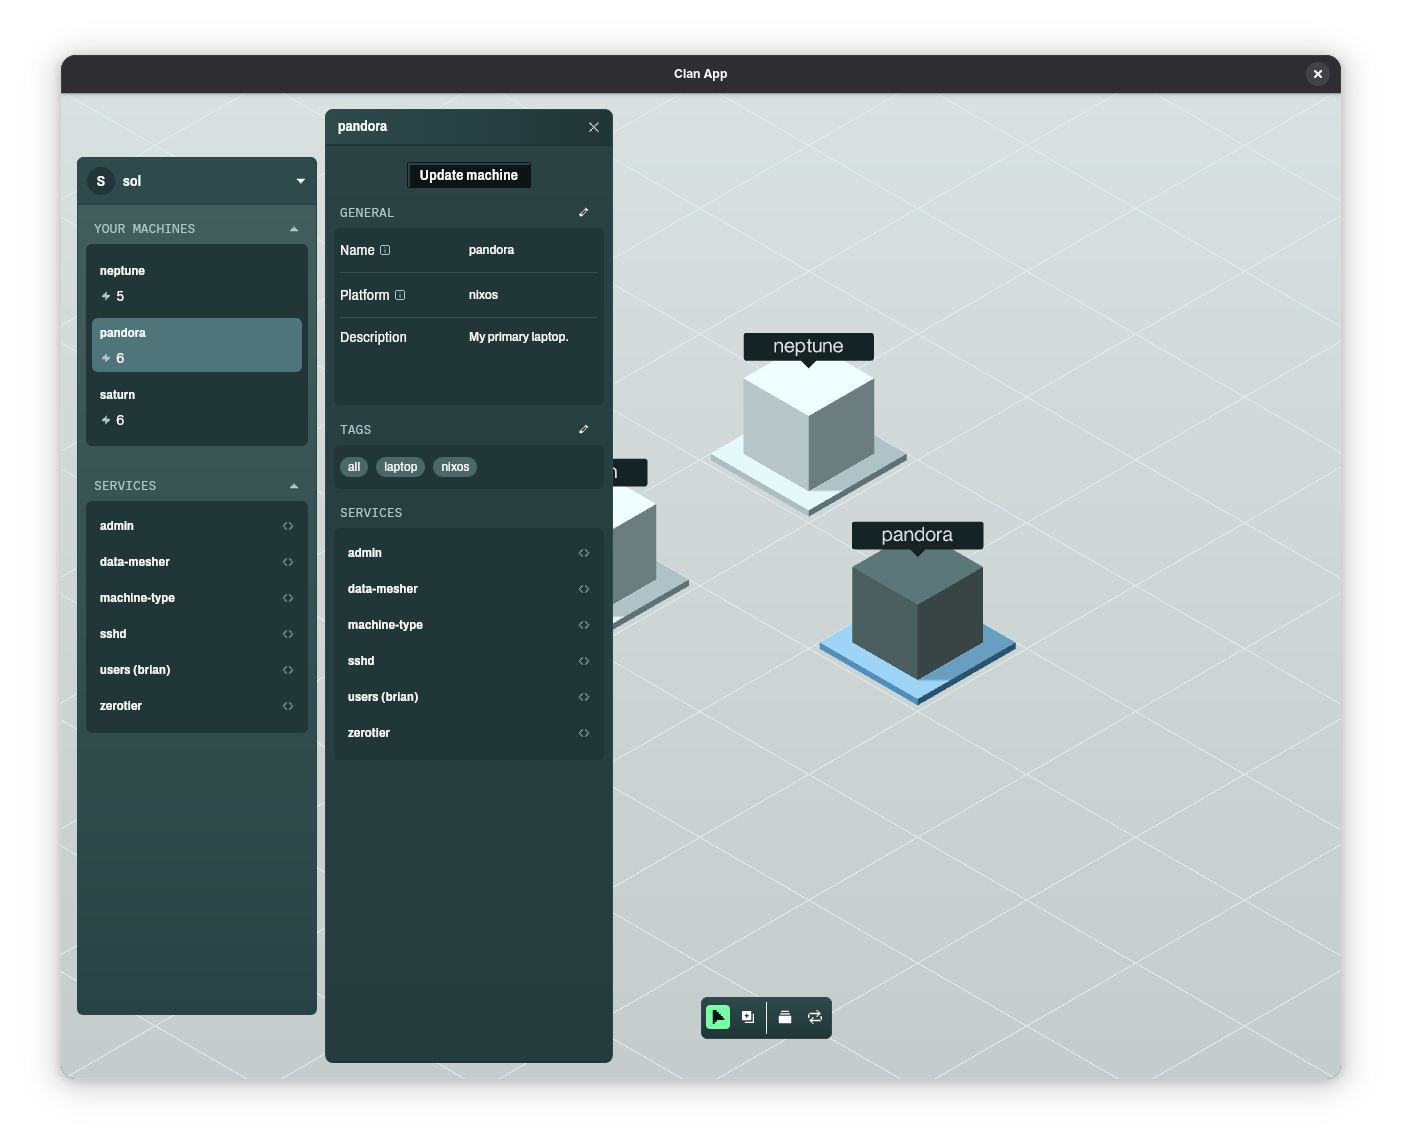 Clan App
pandora
S sol
Update machine
YOUR MACHINES
neptune
5
pandora
6
saturn
6
SERVICES
admin
data-mesher
machine-type
sshd
users (brian)
zerotier
GENERAL
Name pandora
Platform nixos
Description My primary laptop.
TAGS
all laptop nixos
SERVICES
admin
data-mesher
machine-type
sshd
users (brian)
zerotier
neptune
pandora